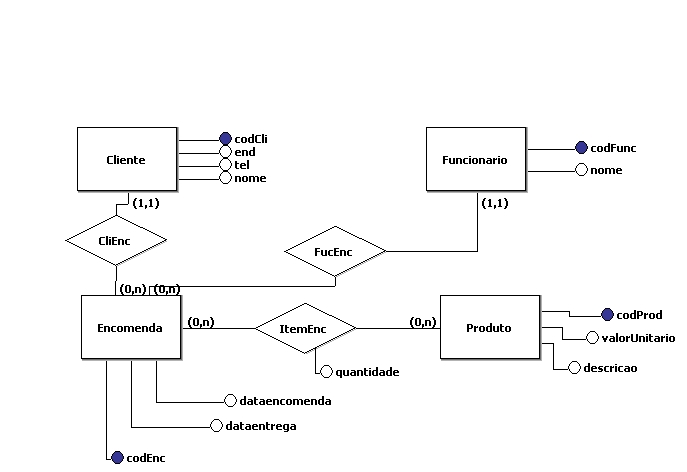 Cliente
codCli
end
tel
nome
Funcionario
codFunc
nome
(1,1)
(1,1)
CliEnc
FucEnc
(0,n)
(0,n)
Encomenda
(0,n)
ItemEnc
(0,n)
Produto
codProd
valorUnitario
descricao
quantidade
dataencomenda
dataentrega
codEnc